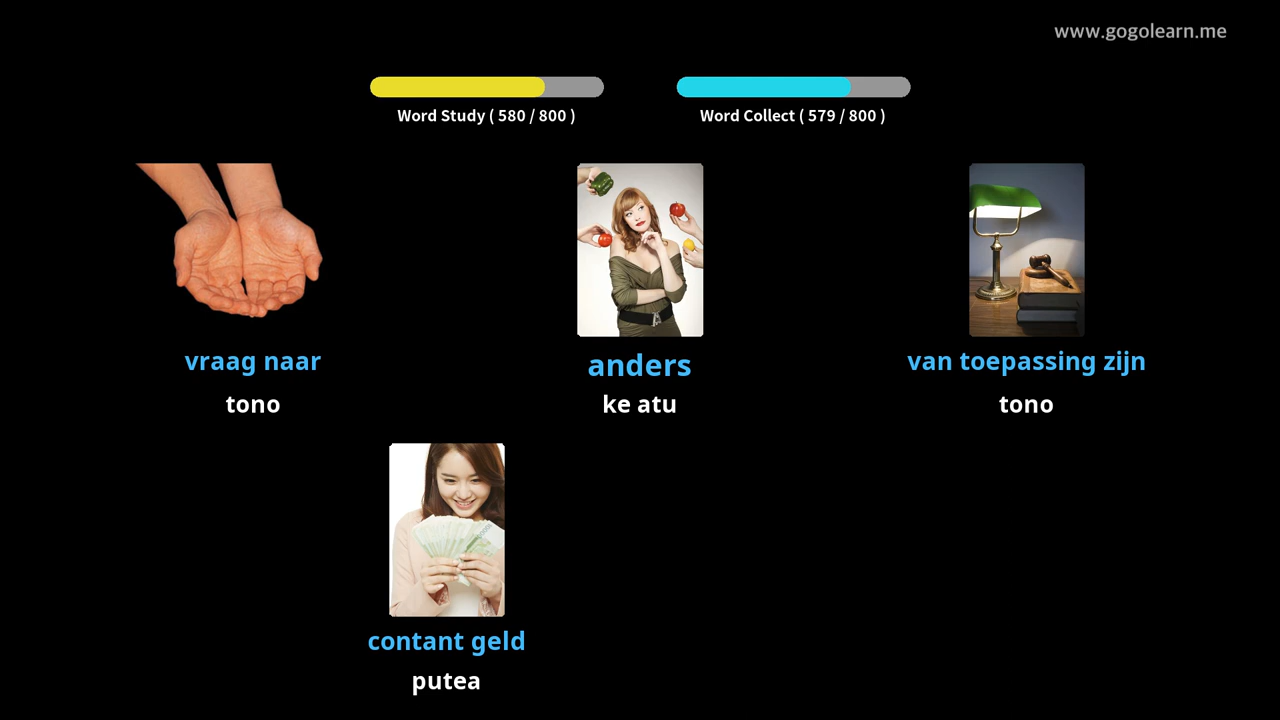 www.gogolearn.me
Word Study ( 580 / 800 )
Word Collect ( 579 / 800 )
vraag naar
tono
anders
ke atu
van toepassing zijn
tono
contant geld
putea